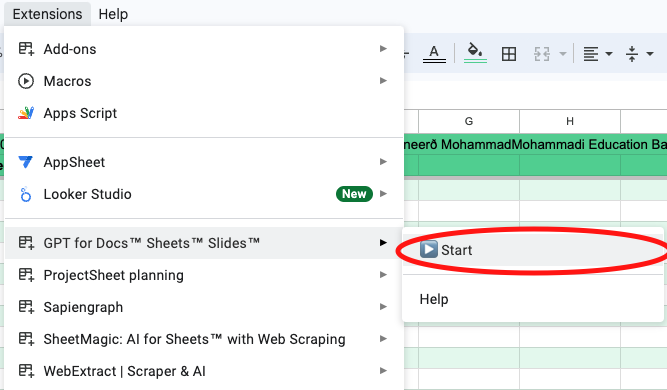 Extensions Help
Add-ons
Macros
A
Apps Script
G H
neerð MohammadMohammadi Education Ba
AppSheet
Looker Studio New
GPT for Docs™ Sheets™ Slides™
Start
ProjectSheet planning
Help
Sapiengraph
SheetMagic: AI for Sheets™ with Web Scraping
WebExtract | Scraper & AI